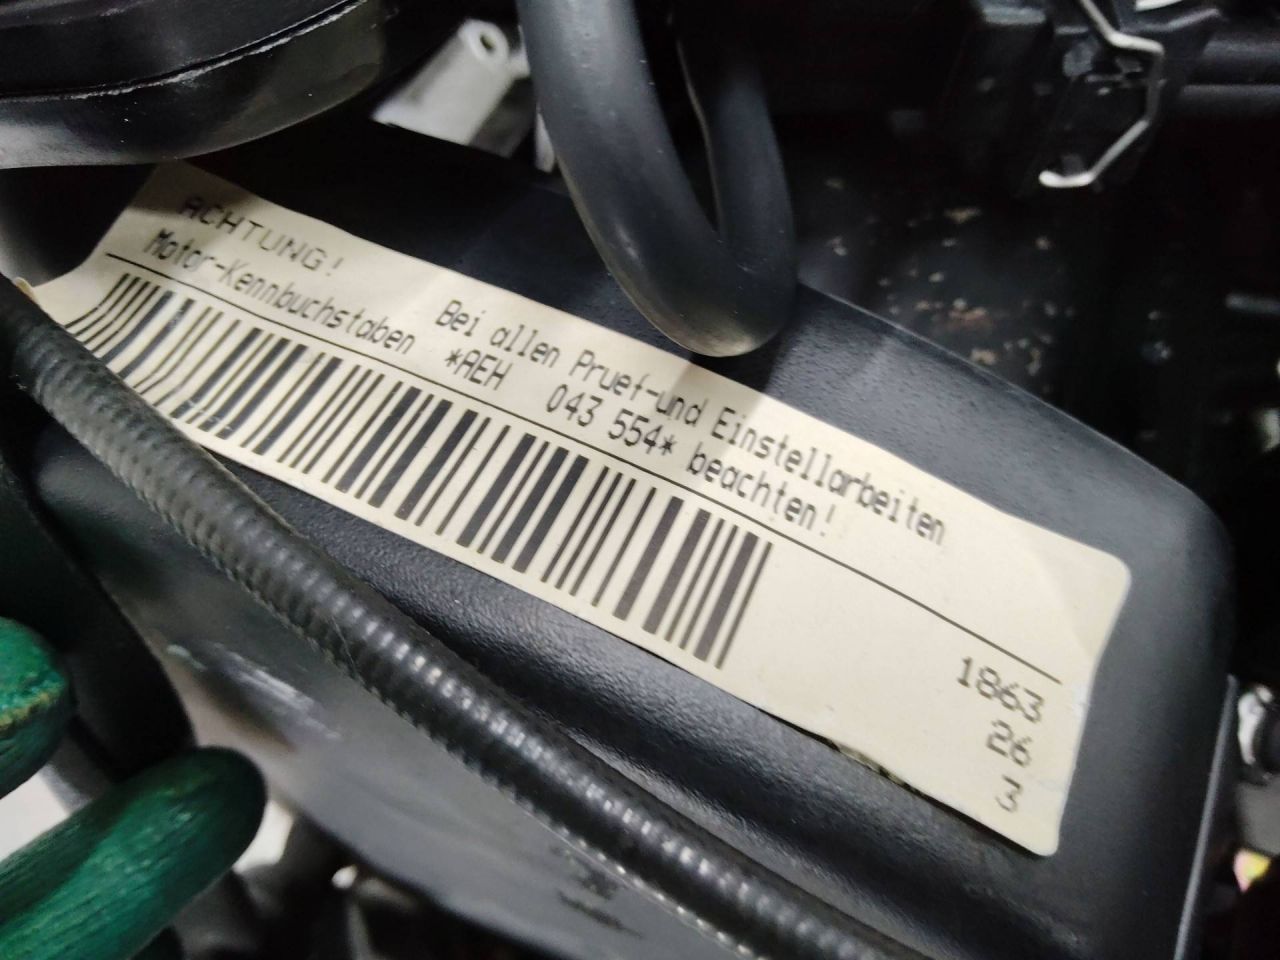 ACHTUNG! Bei allen Pruef-und Einstellarbeiten
Motor-Kennbuchstaben *AEH 043 554* beachten!
1863
26
3